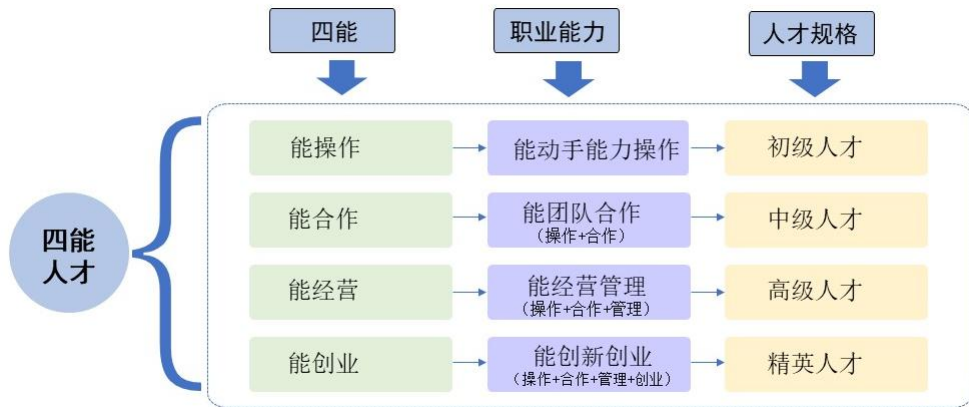 四能
职业能力
人才规格
四能
人才
能操作
能动手能力操作
初级人才
能合作
能团队合作
（操作+合作）
中级人才
能经营
能经营管理
（操作+合作+管理）
高级人才
能创业
能创新创业
（操作+合作+管理+创业）
精英人才